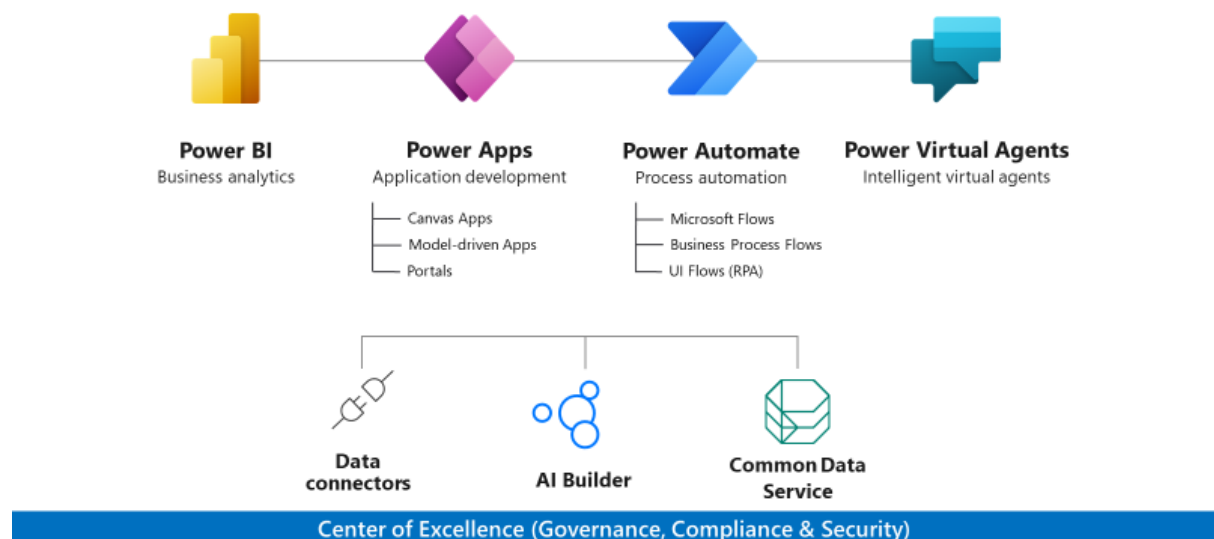 Power BI
Business analytics
Power Apps
Application development
Canvas Apps
Model-driven Apps
Portals
Power Automate
Process automation
Microsoft Flows
Business Process Flows
UI Flows (RPA)
Power Virtual Agents
Intelligent virtual agents
Data
connectors
AI Builder
Common Data
Service
Center of Excellence (Governance, Compliance & Security)